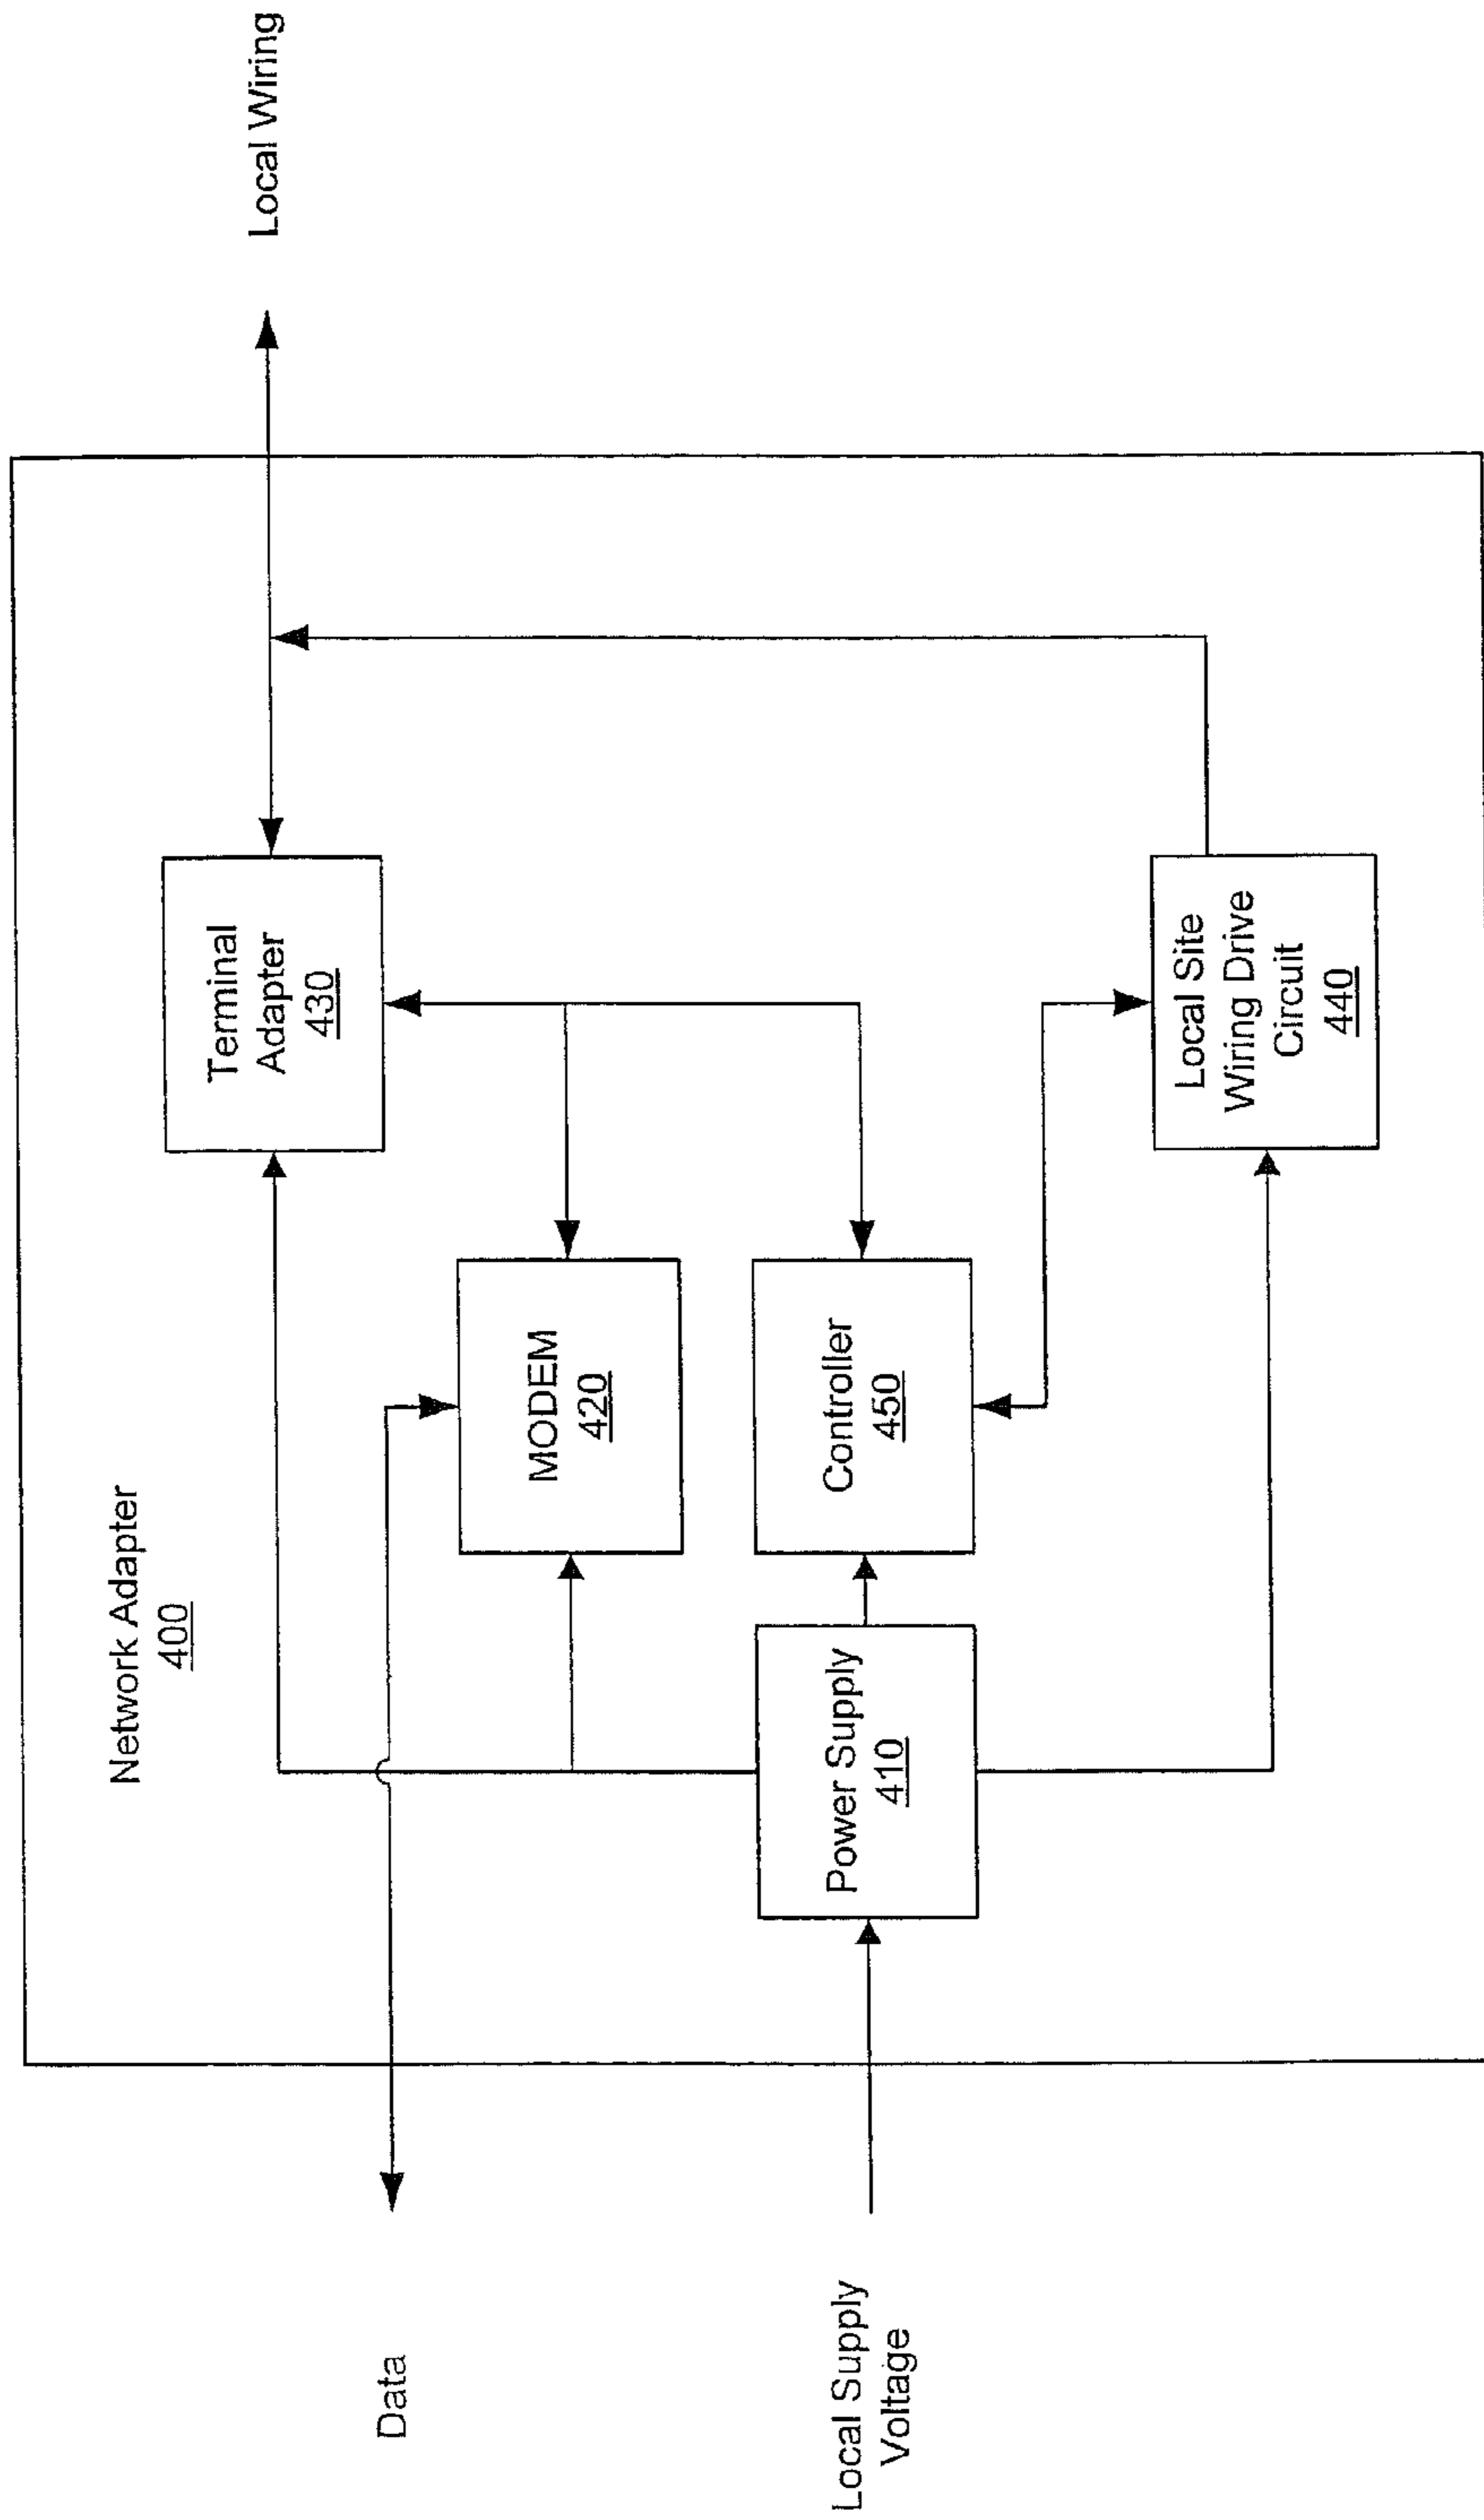 Network Adapter
400
Data
Local Supply
Voltage
Power Supply
410
MODEM
420
Controller
450
Terminal
Adapter
430
Local Site
Wiring Drive
Circuit
440
Local Wiring